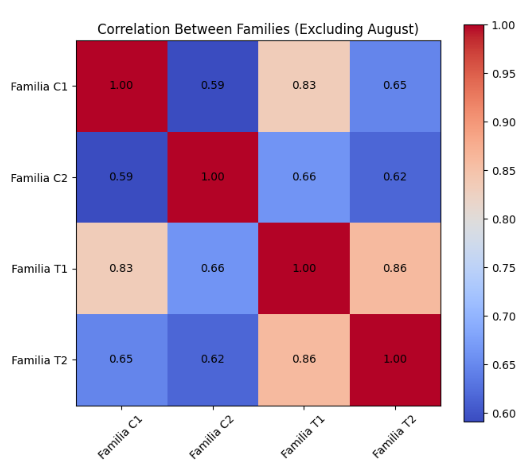 Correlation Between Families (Excluding August)
Familia C1 1.00 0.59 0.83 0.65
Familia C2 0.59 1.00 0.66 0.62
Familia T1 0.83 0.66 1.00 0.86
Familia T2 0.65 0.62 0.86 1.00
Familia C1 Familia C2 Familia T1 Familia T2
1.00
0.95
0.90
0.85
0.80
0.75
0.70
0.65
0.60